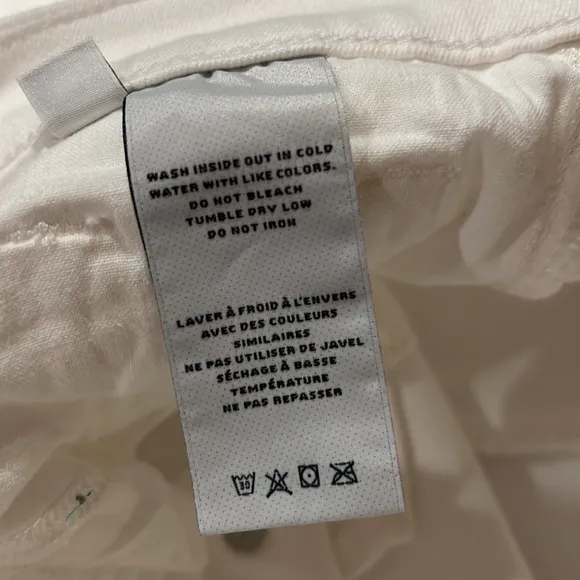 WASH INSIDE OUT IN COLD
WATER WITH LIKE COLORS.
DO NOT BLEACH
TUMBLE DRY LOW
DO NOT IRON
LAVER À FROID À L'ENVERS
AVEC DES COULEURS
SIMILAIRES
NE PAS UTILISER DE JAVEL
SÉCHAGE À BASSE
TEMPÉRATURE
NE PAS REPASSER
30